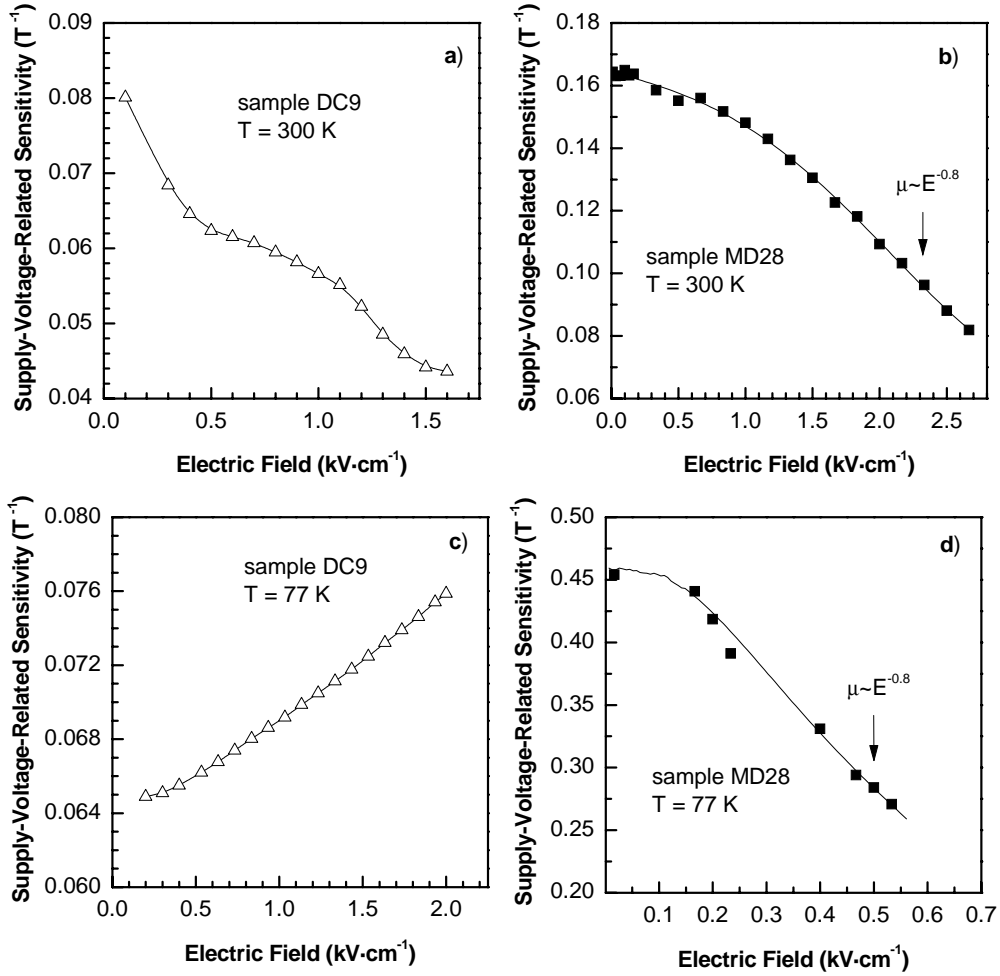 a)
sample DC9
T = 300 K
Supply-Voltage-Related Sensitivity (T⁻¹)
0.09
0.08
0.07
0.06
0.05
0.04
0.0 0.5 1.0 1.5
Electric Field (kV·cm⁻¹)
b)
μ~E⁻⁰·⁸
sample MD28
T = 300 K
Supply-Voltage-Related Sensitivity (T⁻¹)
0.18
0.16
0.14
0.12
0.10
0.08
0.06
0.0 0.5 1.0 1.5 2.0 2.5
Electric Field (kV·cm⁻¹)
c)
sample DC9
T = 77 K
Supply-Voltage-Related Sensitivity (T⁻¹)
0.080
0.076
0.072
0.068
0.064
0.060
0.0 0.5 1.0 1.5 2.0
Electric Field (kV·cm⁻¹)
d)
μ~E⁻⁰·⁸
sample MD28
T = 77 K
Supply-Voltage-Related Sensitivity (T⁻¹)
0.50
0.45
0.40
0.35
0.30
0.25
0.20
0.1 0.2 0.3 0.4 0.5 0.6 0.7
Electric Field (kV·cm⁻¹)